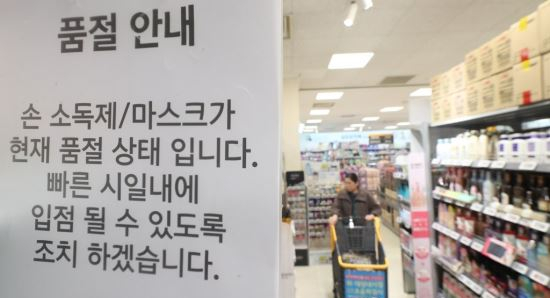 품절 안내
손 소독제/마스크가
현재 품절 상태 입니다.
빠른 시일내에
입점 될 수 있도록
조치 하겠습니다.